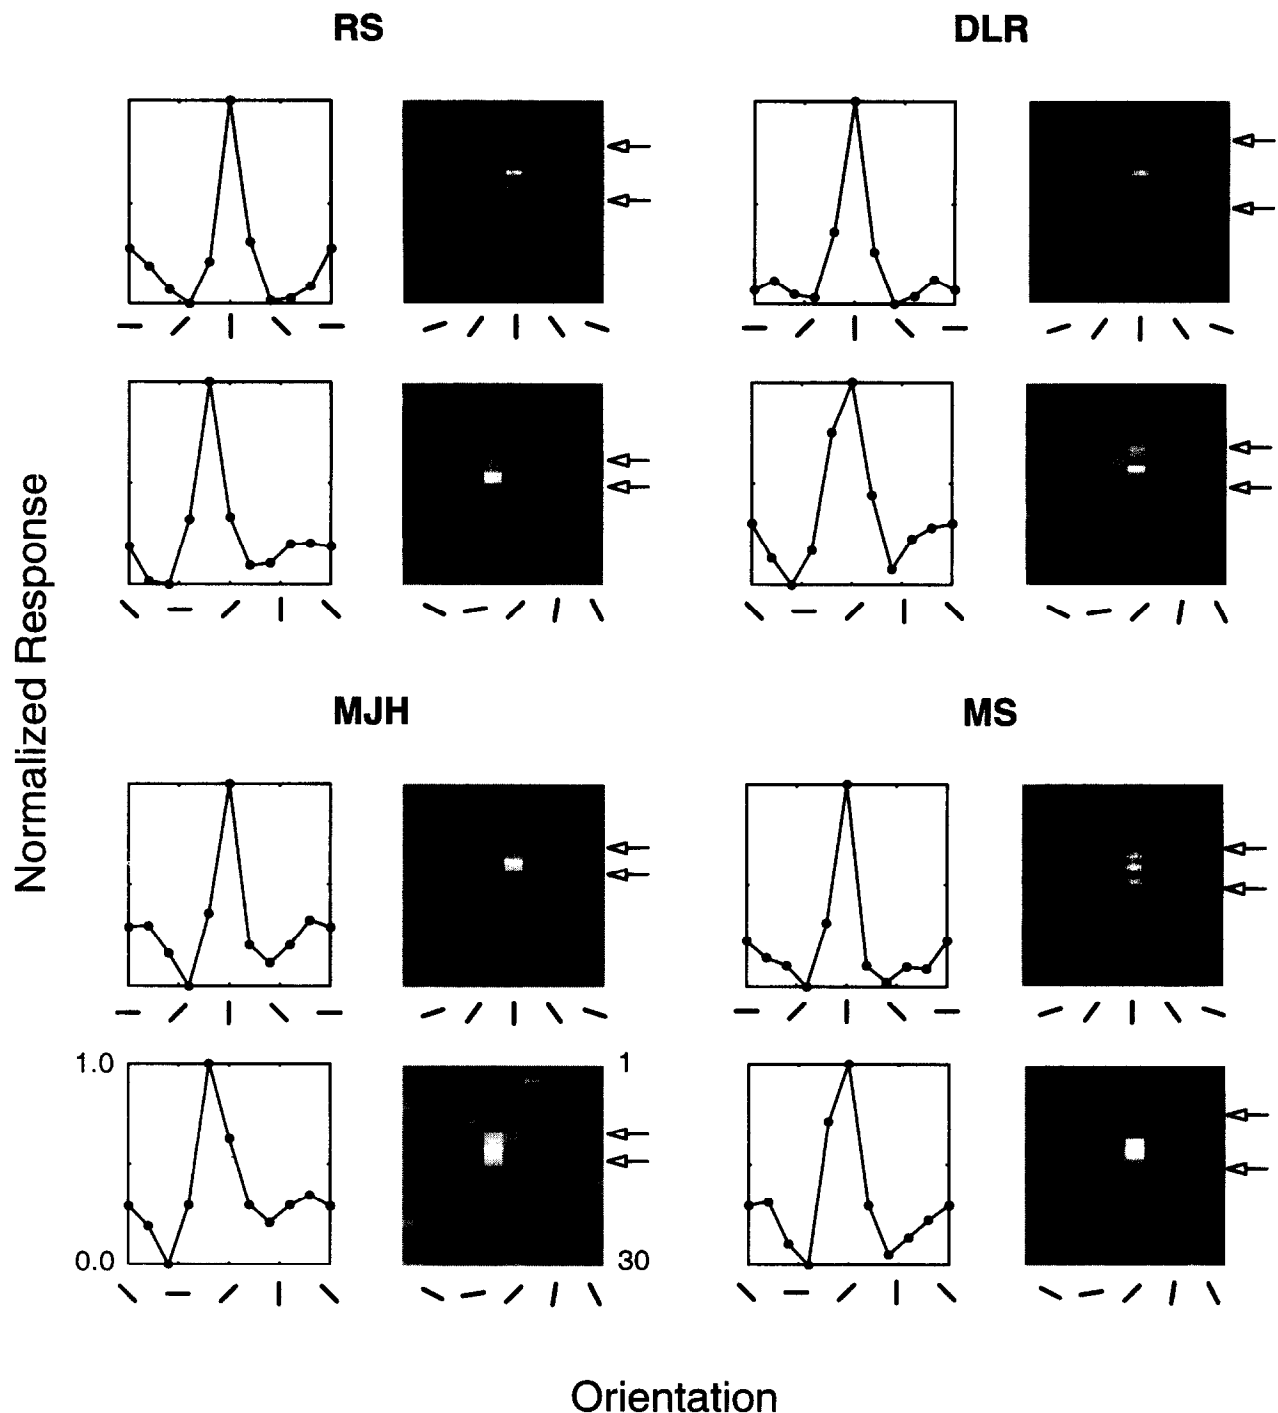 RS
DLR
Normalized Response
MJH
MS
1.0
0.0
1
30
Orientation